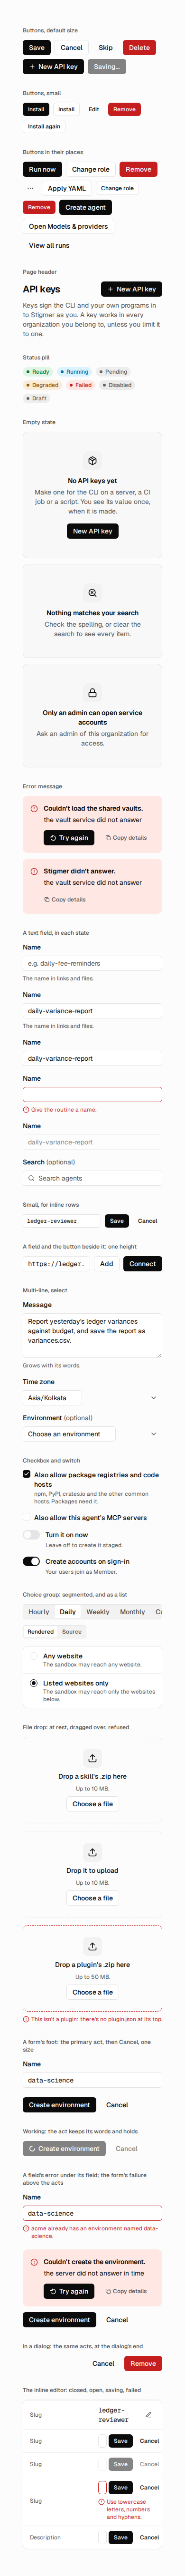 Buttons, default size
Save Cancel Skip Delete
+ New API key Saving...
Buttons, small
Install Install Edit Remove
Install again
Buttons in their places
Run now Change role Remove
··· Apply YAML Change role
Remove Create agent
Open Models & providers
View all runs
Page header
API keys + New API key
Keys sign the CLI and your own programs in
to Stigmer as you. A key works in every
organization you belong to, unless you limit it
to one.
Status pill
Ready Running Pending
Degraded Failed Disabled
Draft
Empty state
No API keys yet
Make one for the CLI on a server, a CI
job or a script. You see its value once,
when it is made.
New API key
Nothing matches your search
Check the spelling, or clear the
search to see every item.
Only an admin can open service
accounts
Ask an admin of this organization for
access.
Error message
Couldn't load the shared vaults.
the vault service did not answer
Try again Copy details
Stigmer didn't answer.
the vault service did not answer
Copy details
A text field, in each state
Name
e.g. daily-fee-reminders
The name in links and files.
Name
daily-variance-report
The name in links and files.
Name
daily-variance-report
Name
Give the routine a name.
Name
daily-variance-report
Search (optional)
Search agents
Small, for inline rows
ledger-reviewer Save Cancel
A field and the button beside it: one height
https://ledger. Add Connect
Multi-line, select
Message
Report yesterday's ledger variances
against budget, and save the report as
variances.csv.
Grows with its words.
Time zone
Asia/Kolkata
Environment (optional)
Choose an environment
Checkbox and switch
Also allow package registries and code
hosts
npm, PyPI, crates.io and the other common
hosts. Packages need it.
Also allow this agent's MCP servers
Turn it on now
Leave off to create it staged.
Create accounts on sign-in
Your users join as Member.
Choice group: segmented, and as a list
Hourly Daily Weekly Monthly
Rendered Source
Any website
The sandbox may reach any website.
Listed websites only
The sandbox may reach only the websites
below.
File drop: at rest, dragged over, refused
Drop a skill's .zip here
Up to 10 MB.
Choose a file
Drop it to upload
Up to 10 MB.
Choose a file
Drop a plugin's .zip here
Up to 50 MB.
Choose a file
This isn't a plugin: there's no plugin.json at its top.
A form's foot: the primary act, then Cancel, one
size
Name
data-science
Create environment Cancel
Working: the act keeps its words and holds
Create environment Cancel
A field's error under its field; the form's failure
above the acts
Name
data-science
acme already has an environment named data-
science.
Couldn't create the environment.
the server did not answer in time
Try again Copy details
Create environment Cancel
In a dialog: the same acts, at the dialog's end
Cancel Remove
The inline editor: closed, open, saving, failed
Slug ledger-
reviewer
Slug Save Cancel
Slug Save Cancel
Slug Save Cancel
Use lowercase
letters, numbers
and hyphens.
Description Save Cancel